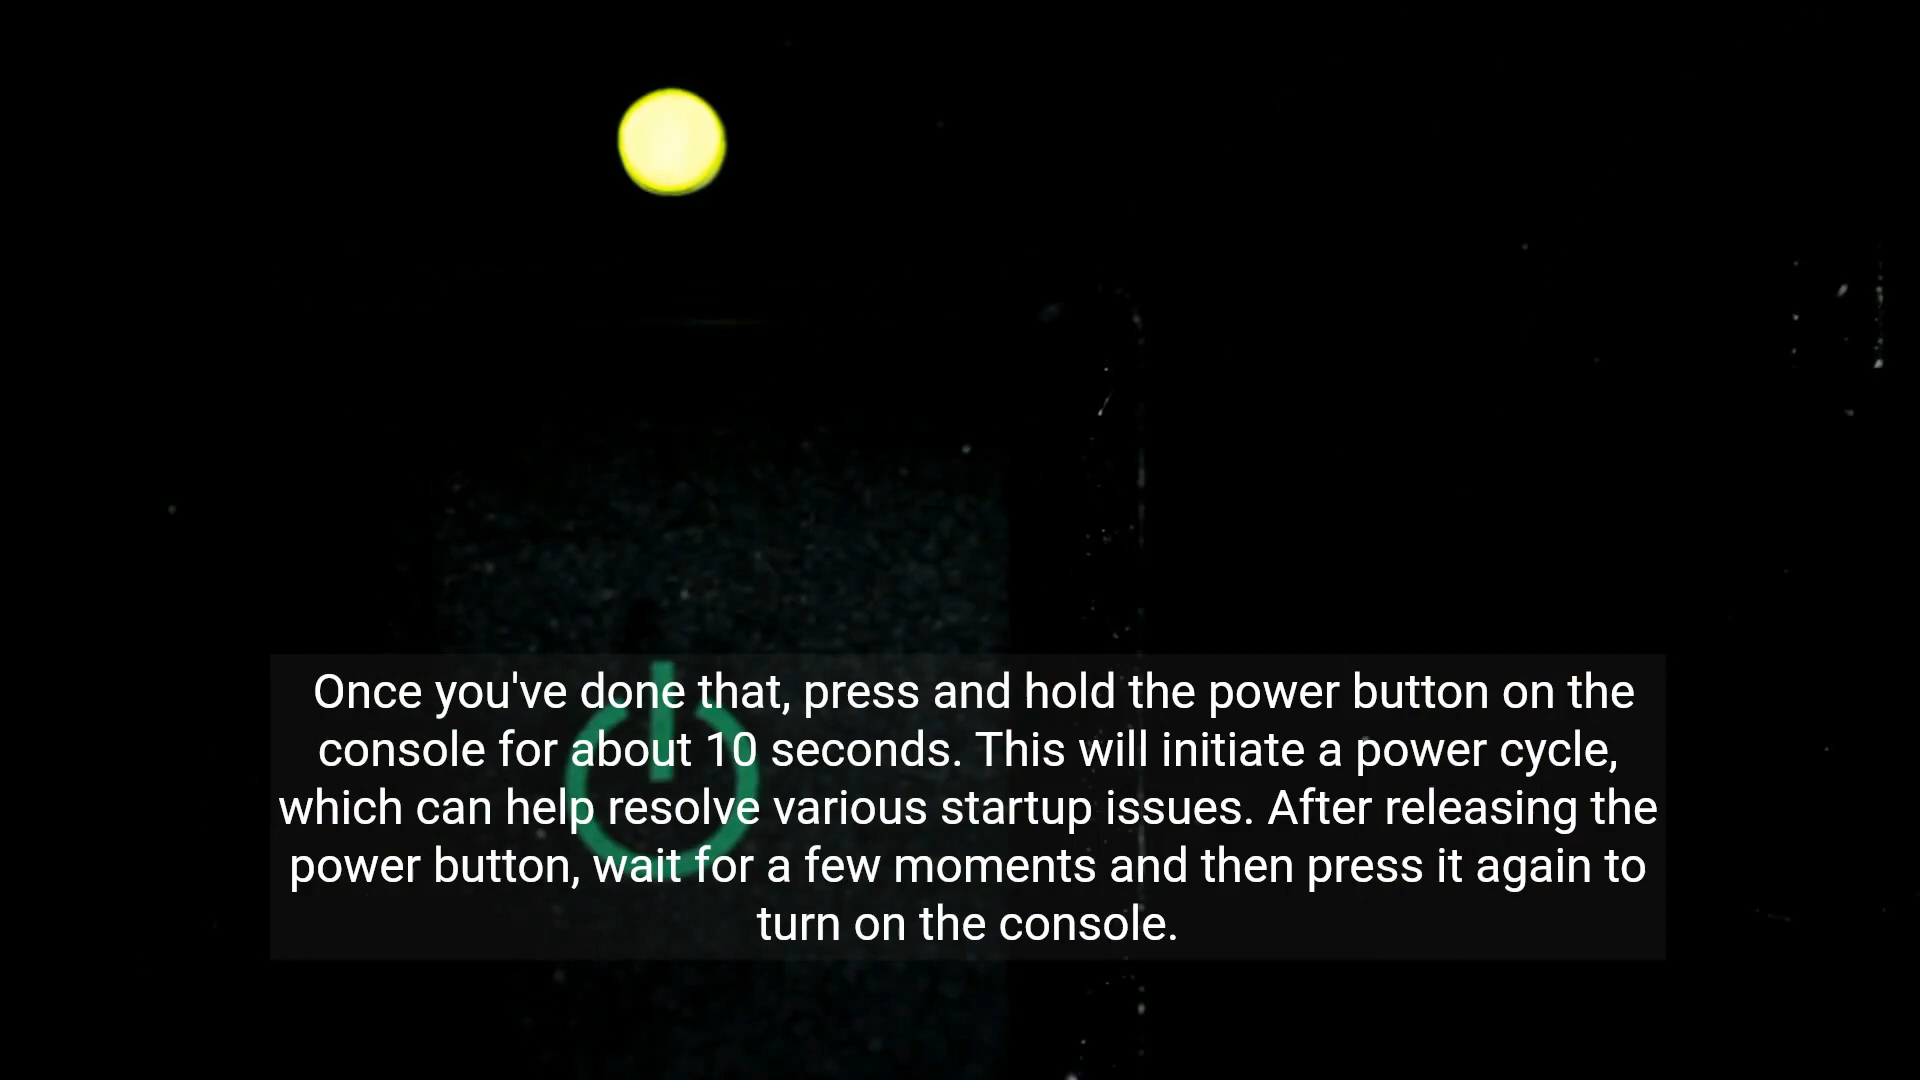 Once you've done that, press and hold the power button on the
console for about 10 seconds. This will initiate a power cycle,
which can help resolve various startup issues. After releasing the
power button, wait for a few moments and then press it again to
turn on the console.